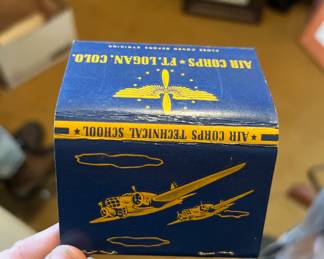 CLOSE COVER BEFORE STRIKING
AIR CORPS ★ FT. LOGAN, COLO.
★ AIR CORPS TECHNICAL SCHOOL ★